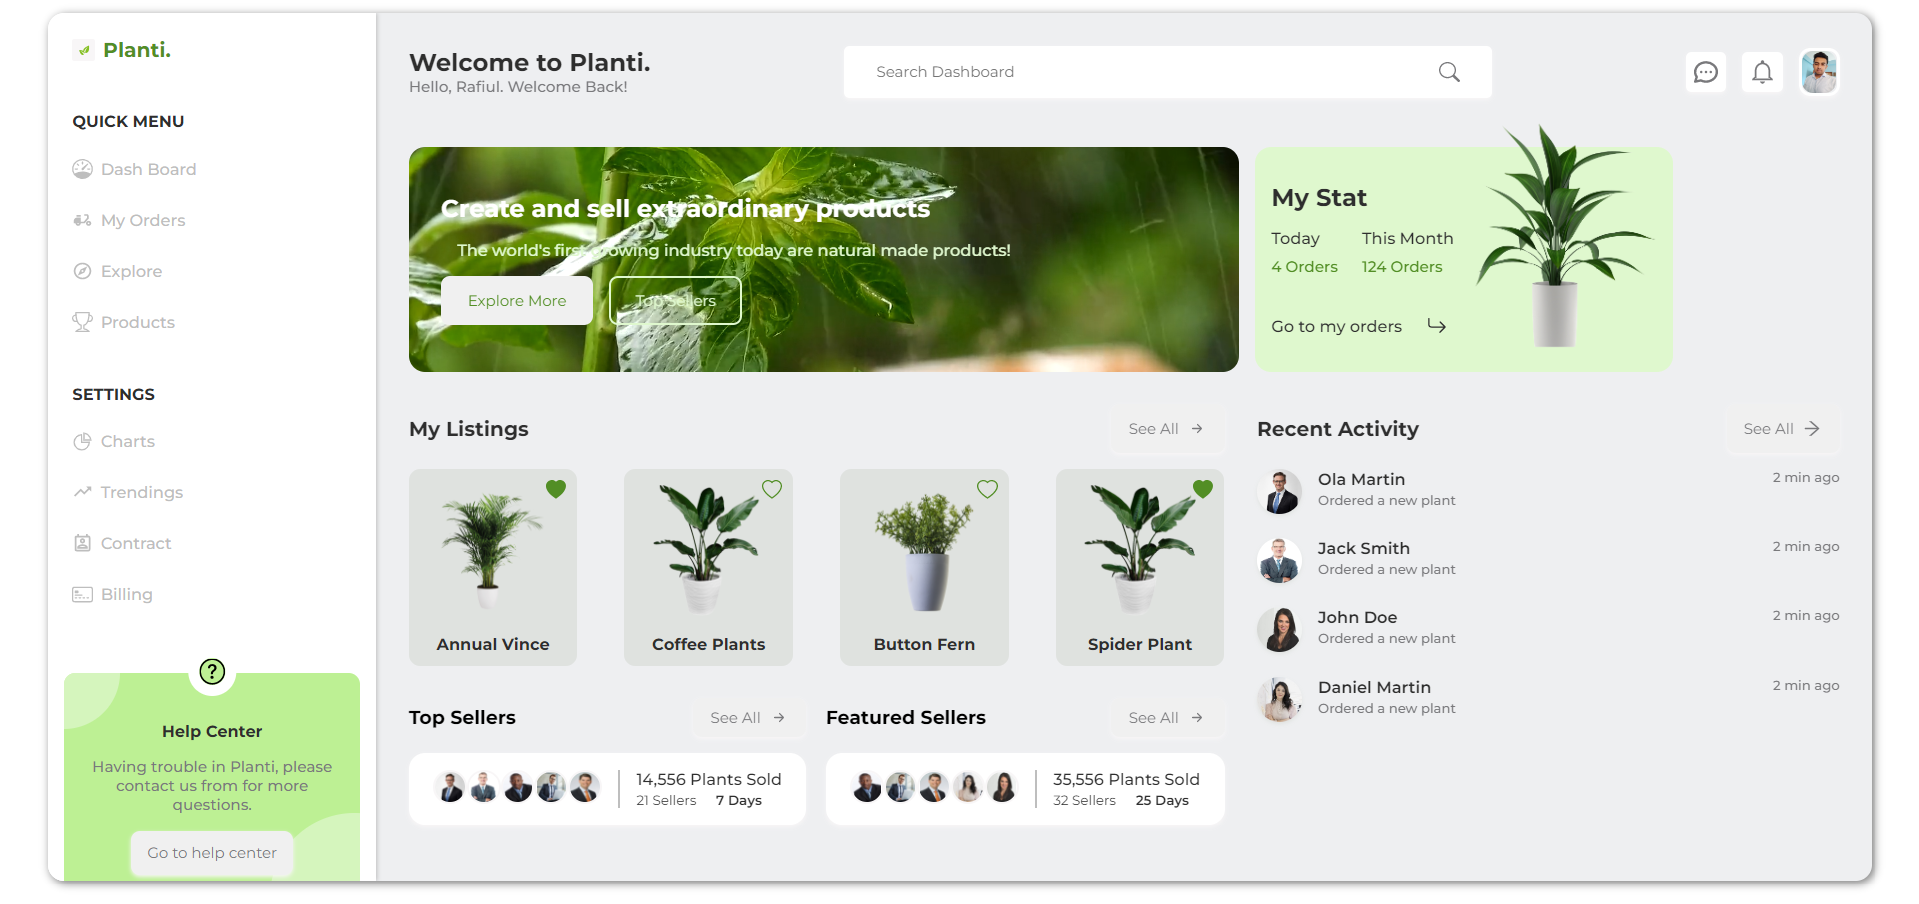 Planti.
QUICK MENU
Dash Board
My Orders
Explore
Products
SETTINGS
Charts
Trendings
Contract
Billing
?
Help Center
Having trouble in Planti, please
contact us from for more
questions.
Go to help center
Welcome to Planti.
Hello, Rafiul. Welcome Back!
Search Dashboard
Create and sell extraordinary products
The world's first growing industry today are natural made products!
Explore More
Top Sellers
My Stat
Today
This Month
4 Orders
124 Orders
Go to my orders
My Listings
See All
Annual Vince
Coffee Plants
Button Fern
Spider Plant
Top Sellers
See All
14,556 Plants Sold
21 Sellers
7 Days
Featured Sellers
See All
35,556 Plants Sold
32 Sellers
25 Days
Recent Activity
See All
Ola Martin
2 min ago
Ordered a new plant
Jack Smith
2 min ago
Ordered a new plant
John Doe
2 min ago
Ordered a new plant
Daniel Martin
2 min ago
Ordered a new plant